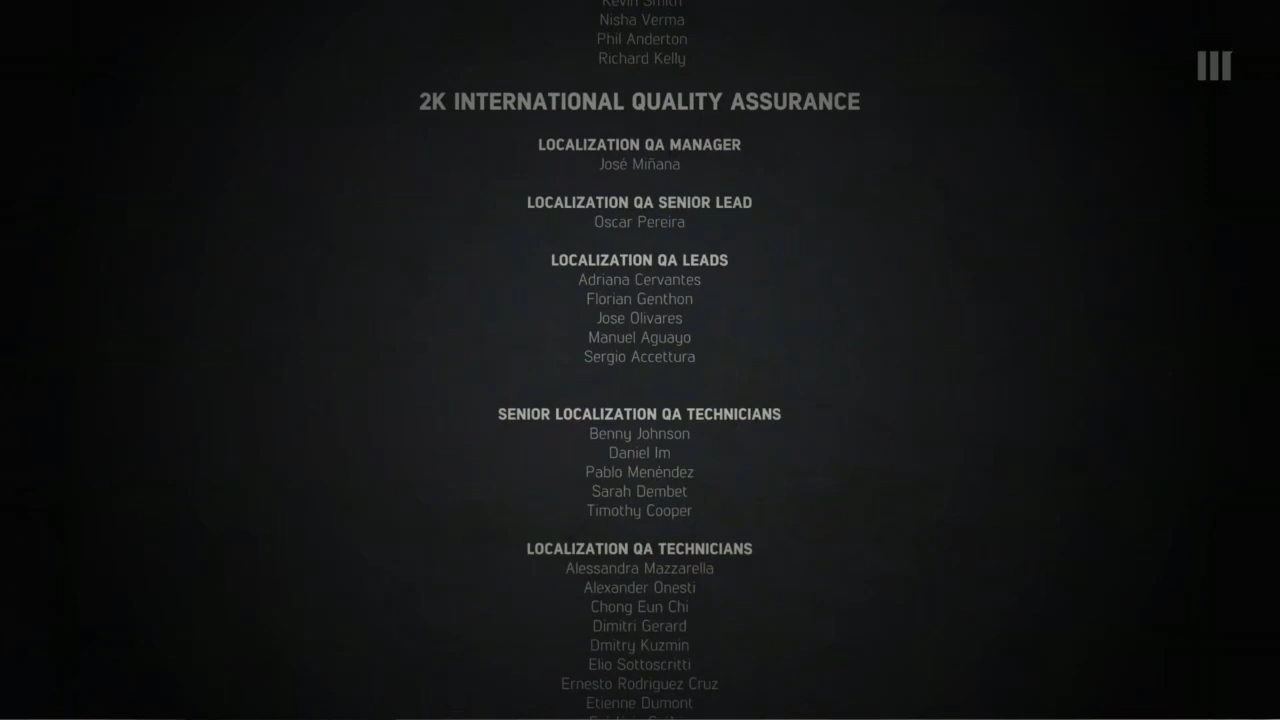 Kevin Smith
Nisha Verma
Phil Anderton
Richard Kelly
III
2K INTERNATIONAL QUALITY ASSURANCE
LOCALIZATION QA MANAGER
José Miñana
LOCALIZATION QA SENIOR LEAD
Oscar Pereira
LOCALIZATION QA LEADS
Adriana Cervantes
Florian Genthon
Jose Olivares
Manuel Aguayo
Sergio Accettura
SENIOR LOCALIZATION QA TECHNICIANS
Benny Johnson
Daniel Im
Pablo Menéndez
Sarah Dembet
Timothy Cooper
LOCALIZATION QA TECHNICIANS
Alessandra Mazzarella
Alexander Onesti
Chong Eun Chi
Dimitri Gerard
Dmitry Kuzmin
Elio Sottoscritti
Ernesto Rodriguez Cruz
Etienne Dumont